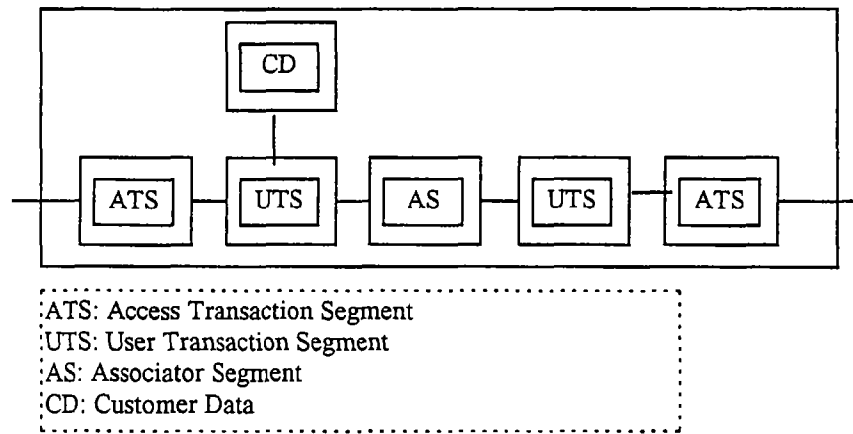 CD
ATS UTS AS UTS ATS
ATS: Access Transaction Segment
UTS: User Transaction Segment
AS: Associator Segment
CD: Customer Data